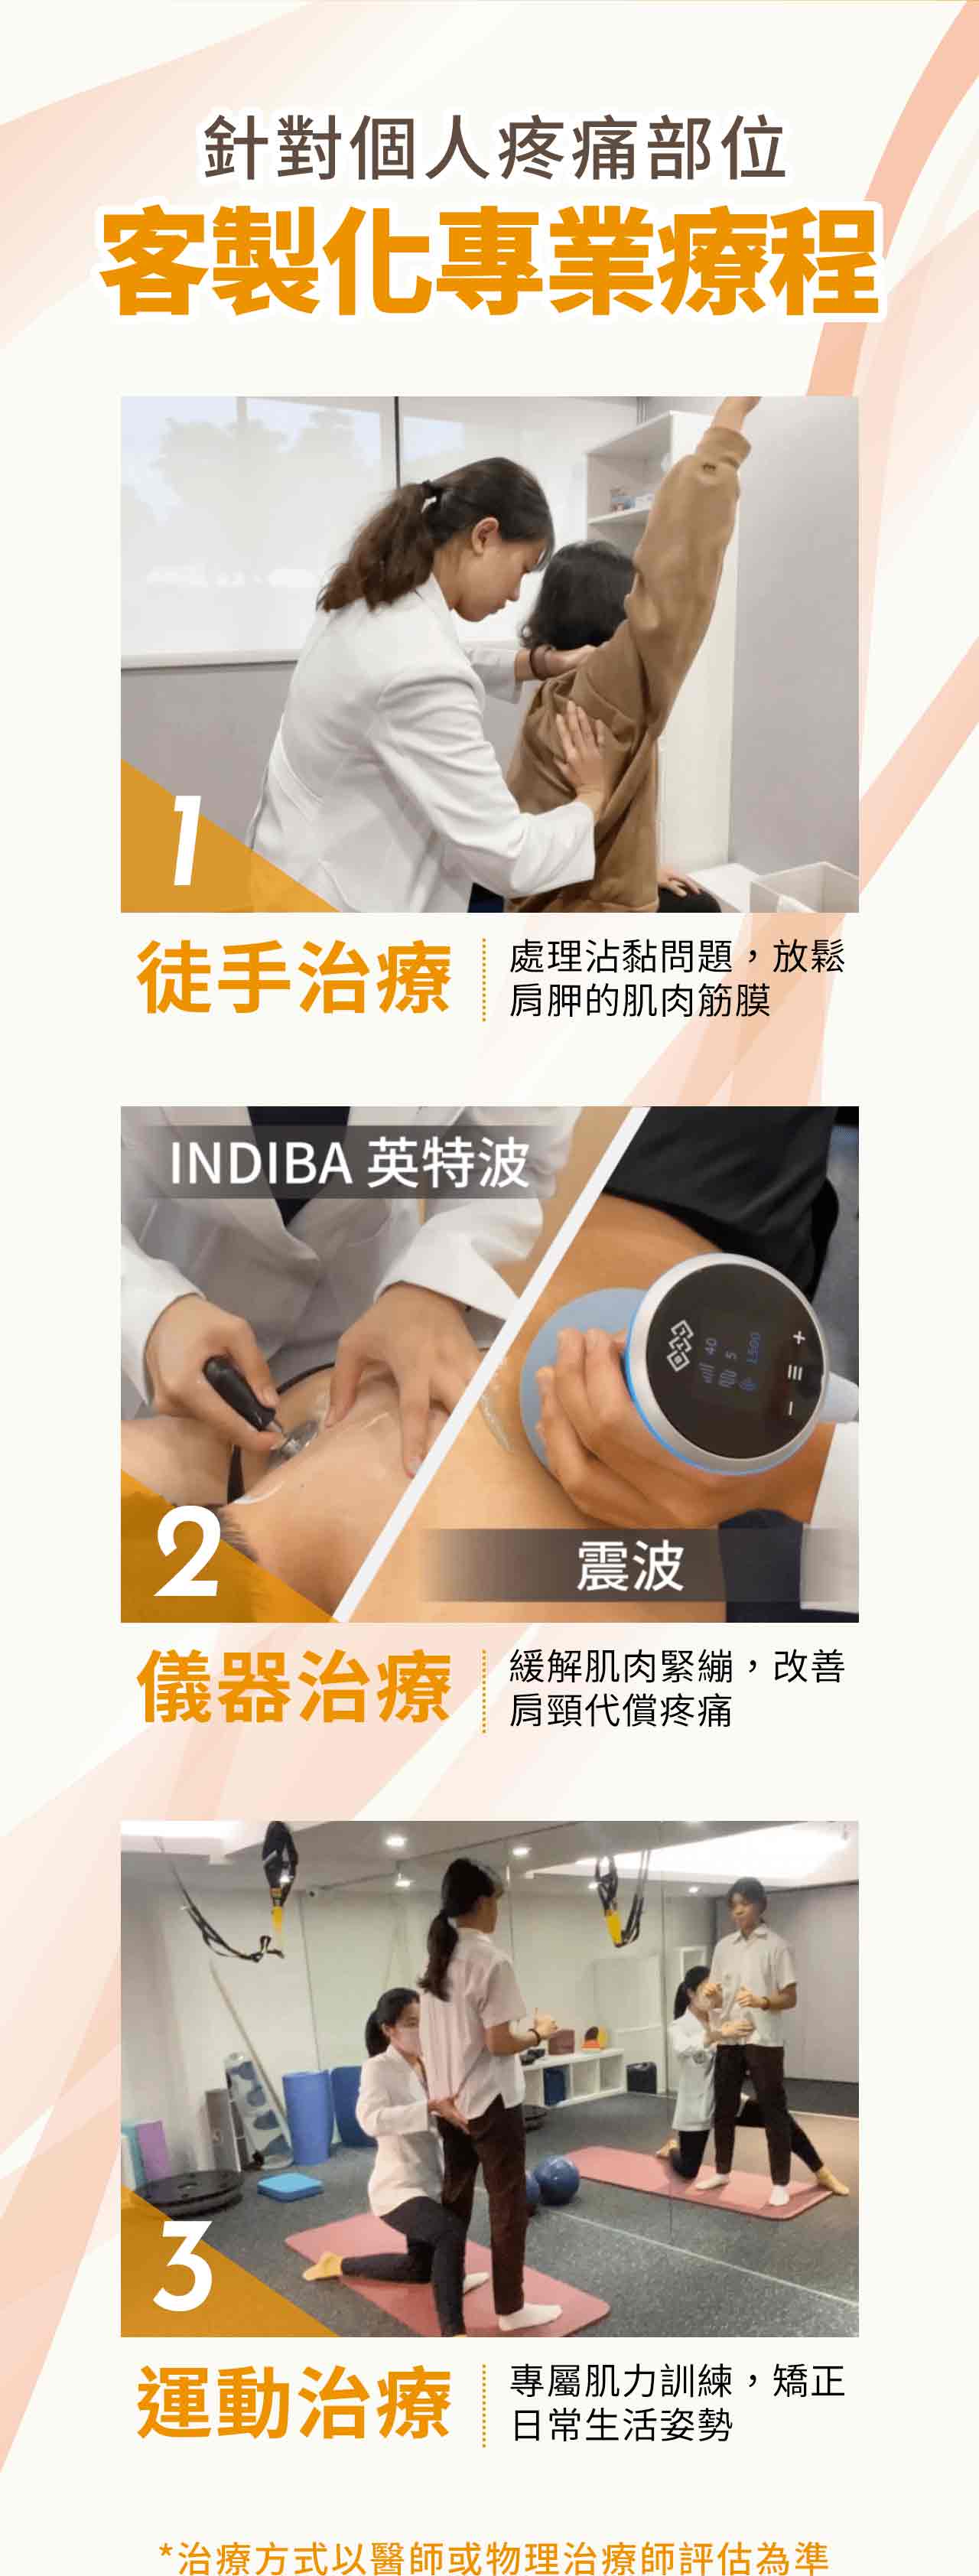 針對個人疼痛部位
客製化專業療程
1
徒手治療
處理沾黏問題，放鬆
肩胛的肌肉筋膜
INDIBA 英特波
+
40
5
1500
−
震波
2
儀器治療
緩解肌肉緊繃，改善
肩頸代償疼痛
3
運動治療
專屬肌力訓練，矯正
日常生活姿勢
*治療方式以醫師或物理治療師評估為準